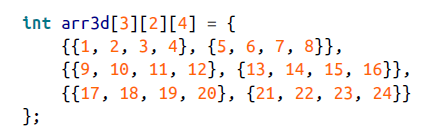 int arr3d[3][2][4] = {
    {{1, 2, 3, 4}, {5, 6, 7, 8}},
    {{9, 10, 11, 12}, {13, 14, 15, 16}},
    {{17, 18, 19, 20}, {21, 22, 23, 24}}
};